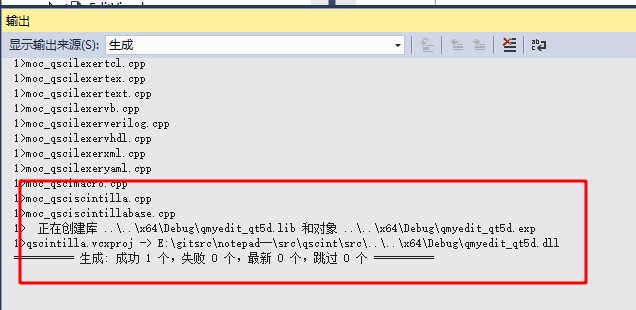 输出
显示输出来源(S): 生成
1>moc_qscilexertcl.cpp
1>moc_qscilexertex.cpp
1>moc_qscilexertext.cpp
1>moc_qscilexervb.cpp
1>moc_qscilexerverilog.cpp
1>moc_qscilexervhdl.cpp
1>moc_qscilexerxml.cpp
1>moc_qscilexeryaml.cpp
1>moc_qscimacro.cpp
1>moc_qsciscintilla.cpp
1>moc_qsciscintillabase.cpp
1>  正在创建库 ..\..\x64\Debug\qmyedit_qt5d.lib 和对象 ..\..\x64\Debug\qmyedit_qt5d.exp
1>qscintilla.vcxproj -> E:\gitsrc\notepad--\src\qscint\src\..\..\x64\Debug\qmyedit_qt5d.dll
========== 生成: 成功 1 个，失败 0 个，最新 0 个，跳过 0 个 ==========